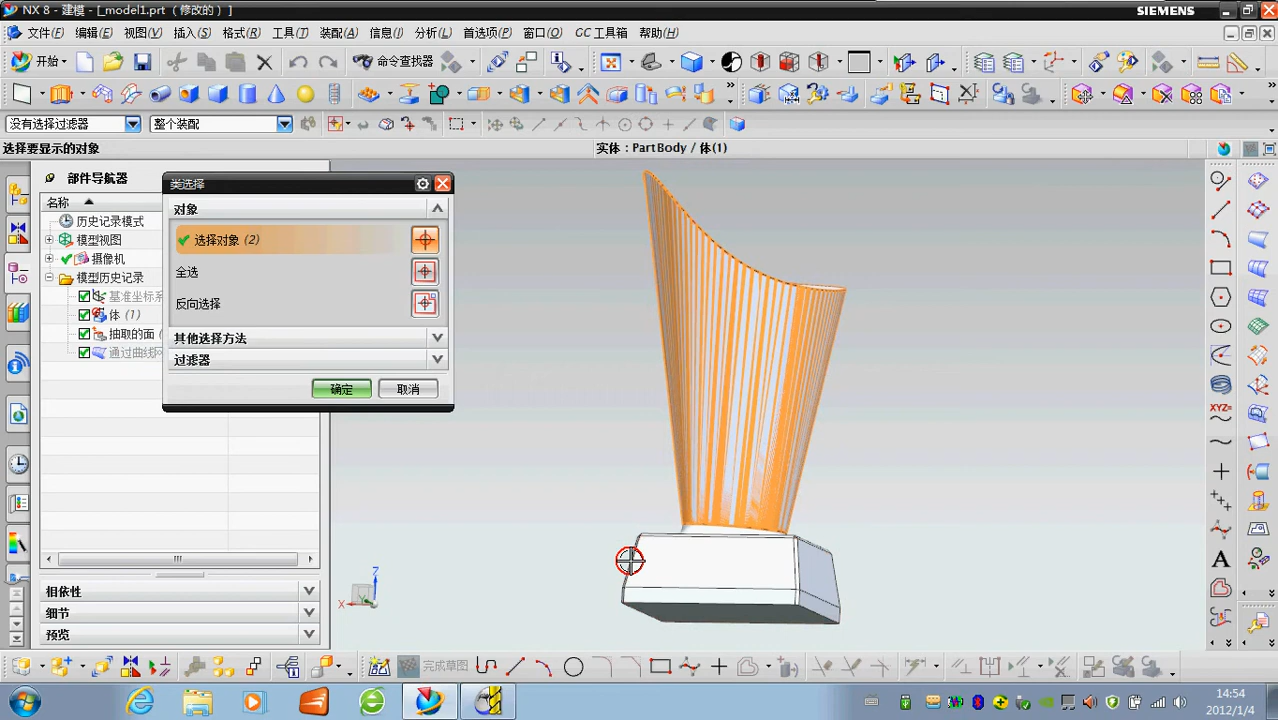 NX 8 - 建模 - [_model1.prt （修改的）]
SIEMENS
文件(F) 编辑(E) 视图(V) 插入(S) 格式(R) 工具(T) 装配(A) 信息(I) 分析(L) 首选项(P) 窗口(O) CC 工具箱 帮助(H)
开始 命令查找器
没有选择过滤器 整个装配
选择要显示的对象
实体 : PartBody / 体(1)
部件导航器
名称
历史记录模式
模型视图
摄像机
模型历史记录
基准坐标系
体 (1)
抽取的面 (
通过曲线网
类选择
对象
选择对象 (2)
全选
反向选择
其他选择方法
过滤器
确定 取消
XYZ=
A
Z
X
相依性
细节
预览
完成草图
14:54
2012/1/4